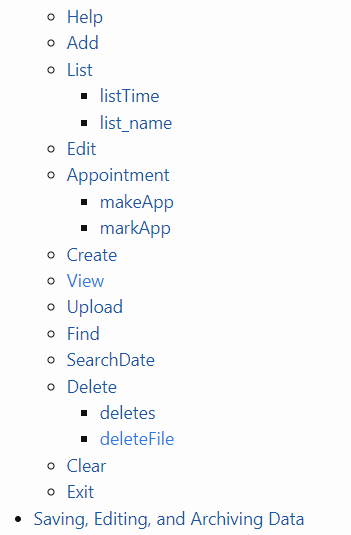 Help
Add
List
listTime
list_name
Edit
Appointment
makeApp
markApp
Create
View
Upload
Find
SearchDate
Delete
deletes
deleteFile
Clear
Exit
Saving, Editing, and Archiving Data